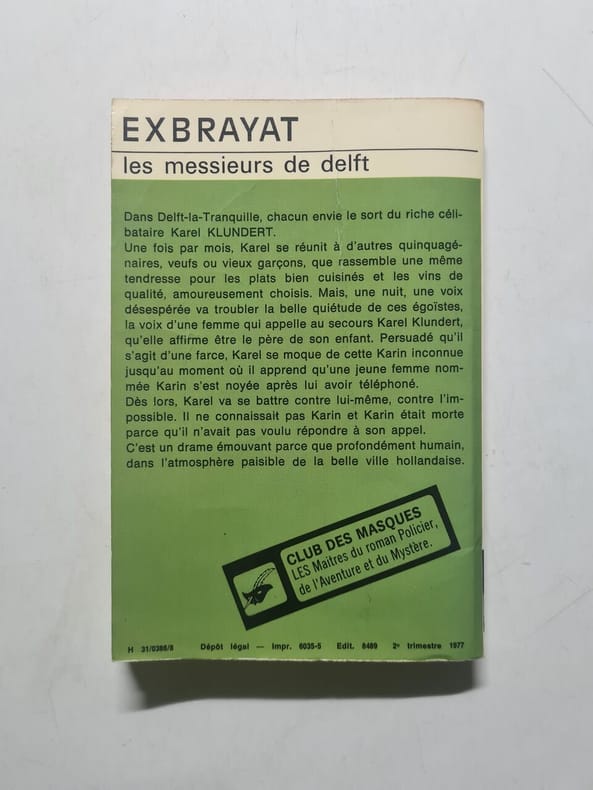 EXBRAYAT
les messieurs de delft
Dans Delft-la-Tranquille, chacun envie le sort du riche céli-
bataire Karel KLUNDERT.
Une fois par mois, Karel se réunit à d'autres quinquagé-
naires, veufs ou vieux garçons, que rassemble une même
tendresse pour les plats bien cuisinés et les vins de
qualité, amoureusement choisis. Mais, une nuit, une voix
désespérée va troubler la belle quiétude de ces égoïstes,
la voix d'une femme qui appelle au secours Karel Klundert,
qu'elle affirme être le père de son enfant. Persuadé qu'il
s'agit d'une farce, Karel se moque de cette Karin inconnue
jusqu'au moment où il apprend qu'une jeune femme nom-
mée Karin s'est noyée après lui avoir téléphoné.
Dès lors, Karel va se battre contre lui-même, contre l'im-
possible. Il ne connaissait pas Karin et Karin était morte
parce qu'il n'avait pas voulu répondre à son appel.
C'est un drame émouvant parce que profondément humain,
dans l'atmosphère paisible de la belle ville hollandaise.
CLUB DES MASQUES
LES Maîtres du roman Policier,
de l'Aventure et du Mystère.
H 31/0386/8 Dépôt légal — Impr. 6035-5 Edit. 8489 2e trimestre 1977